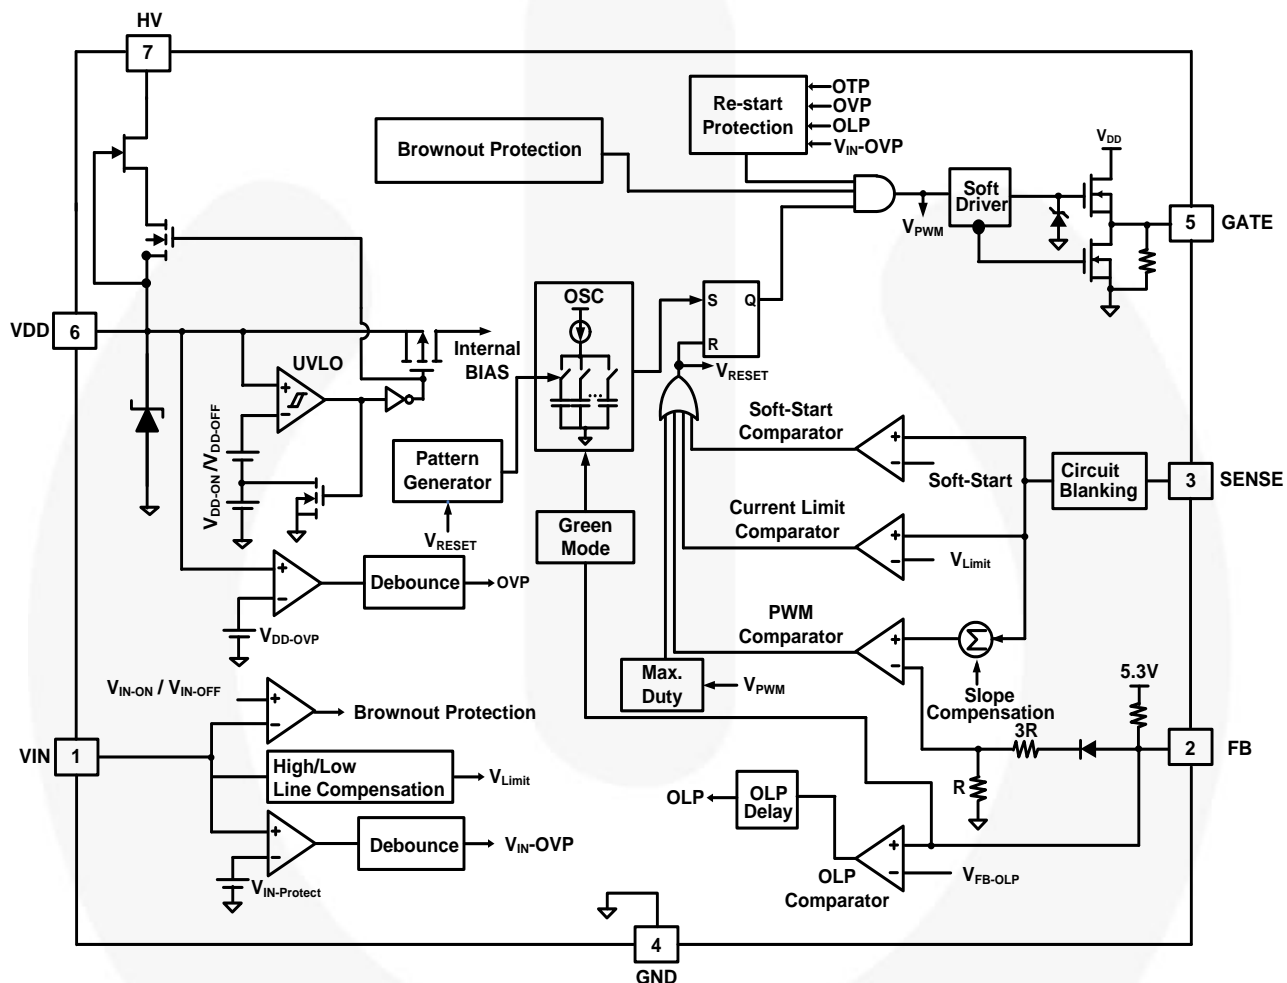 HV
7
Re-start
Protection
OTP
OVP
OLP
VIN-OVP
Brownout Protection
VDD
Soft
Driver
VPWM
5
GATE
VDD
6
OSC
S
Q
R
Internal
BIAS
UVLO
+
−
VRESET
VDD-ON /VDD-OFF
Pattern
Generator
VRESET
Soft-Start
Comparator
+
−
Soft-Start
Circuit
Blanking
3
SENSE
Green
Mode
Current Limit
Comparator
+
−
VLimit
+
−
Debounce
OVP
VDD-OVP
PWM
Comparator
+
−
Σ
Slope
Compensation
Max.
Duty
VPWM
5.3V
VIN-ON / VIN-OFF
+
−
Brownout Protection
VIN
1
3R
2
FB
High/Low
Line Compensation
VLimit
R
OLP
OLP
Delay
+
−
Debounce
VIN-OVP
VIN-Protect
+
−
VFB-OLP
OLP
Comparator
4
GND